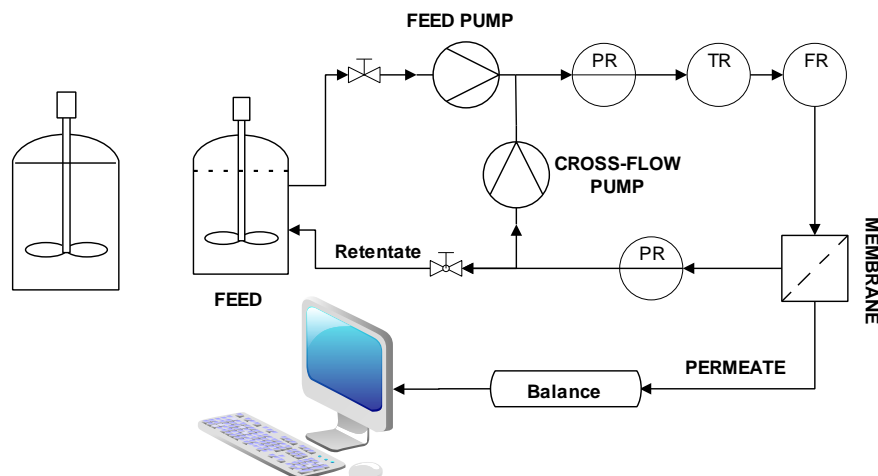 FEED PUMP
PR
TR
FR
CROSS-FLOW
PUMP
MEMBRANE
Retentate
PR
FEED
PERMEATE
Balance